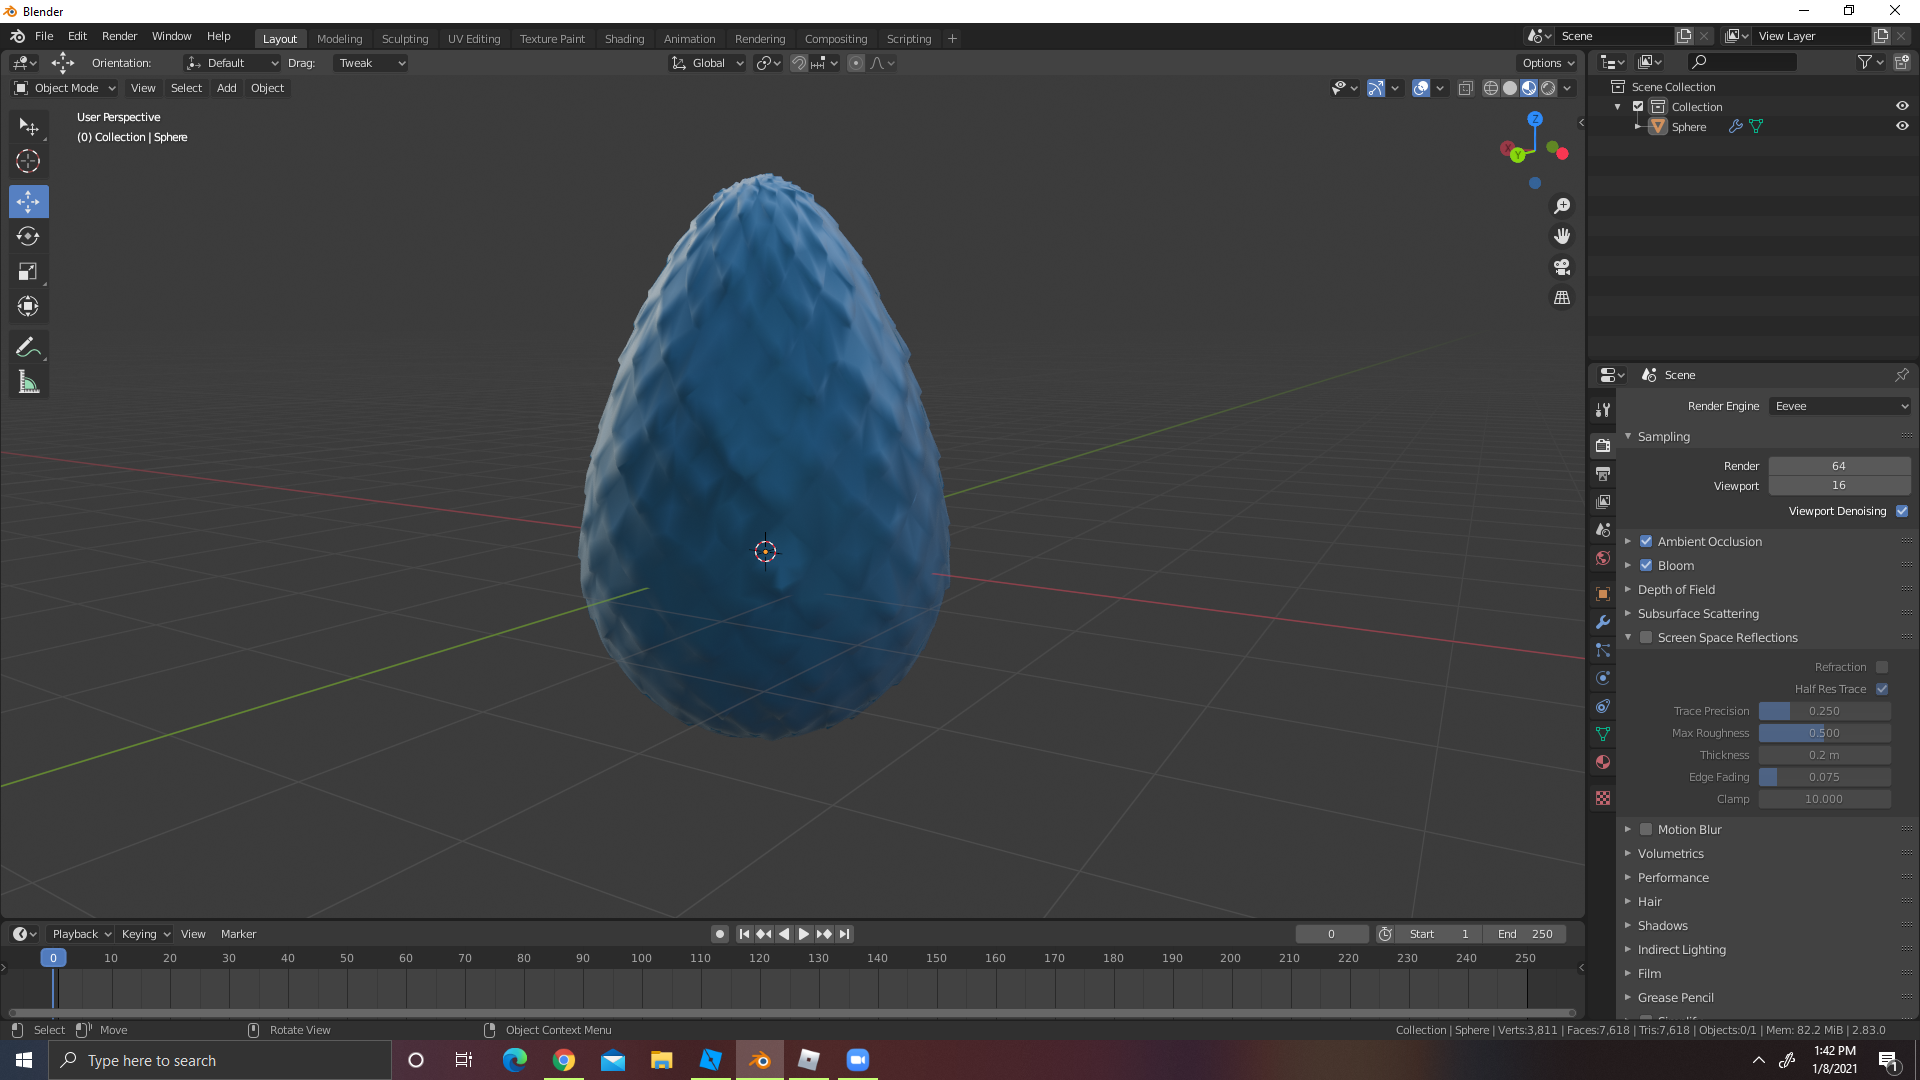 Blender
File Edit Render Window Help Layout Modeling Sculpting UV Editing Texture Paint Shading Animation Rendering Compositing Scripting + Scene View Layer
Orientation: Default Drag: Tweak Global Options
Object Mode View Select Add Object
User Perspective
(0) Collection | Sphere
Z
X
Y
Scene Collection
Collection
Sphere
Scene
Render Engine Eevee
Sampling
Render 64
Viewport 16
Viewport Denoising
Ambient Occlusion
Bloom
Depth of Field
Subsurface Scattering
Screen Space Reflections
Refraction
Half Res Trace
Trace Precision 0.250
Max Roughness 0.500
Thickness 0.2 m
Edge Fading 0.075
Clamp 10.000
Motion Blur
Volumetrics
Performance
Hair
Shadows
Indirect Lighting
Film
Grease Pencil
Playback Keying View Marker 0 Start 1 End 250
0 10 20 30 40 50 60 70 80 90 100 110 120 130 140 150 160 170 180 190 200 210 220 230 240 250
Select Move Rotate View Object Context Menu Collection | Sphere | Verts:3,811 | Faces:7,618 | Tris:7,618 | Objects:0/1 | Mem: 82.2 MiB | 2.83.0
Type here to search
1:42 PM
1/8/2021
1